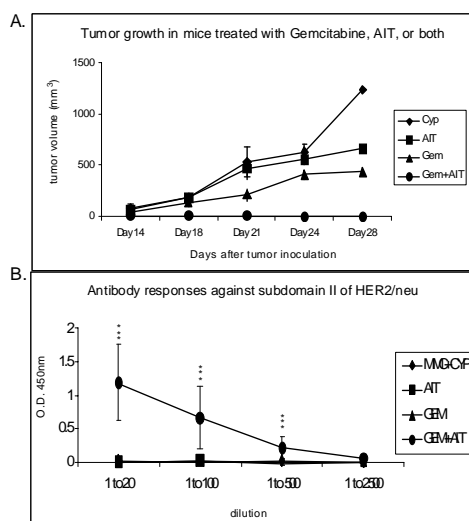 A.
Tumor growth in mice treated with Gemcitabine, AIT, or both
tumor volume (mm3)
1500
1000
500
0
Day14 Day18 Day21 Day24 Day28
Days after tumor inoculation
Cyp
AIT
Gem
Gem+AIT
B.
Antibody responses against subdomain II of HER2/neu
O.D. 450nm
2
1.5
1
0.5
0
****
****
****
1to20 1to100 1to500 1to2500
dilution
AIT
GEM
GEM+AIT